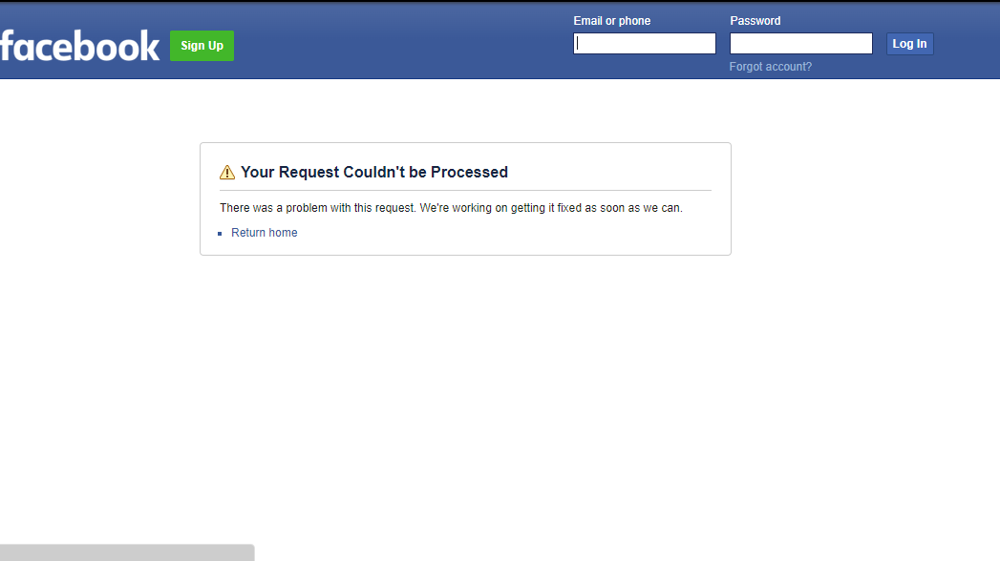 Email or phone
Password
facebook
Sign Up
Log In
Forgot account?
Your Request Couldn't be Processed
There was a problem with this request. We're working on getting it fixed as soon as we can.
Return home